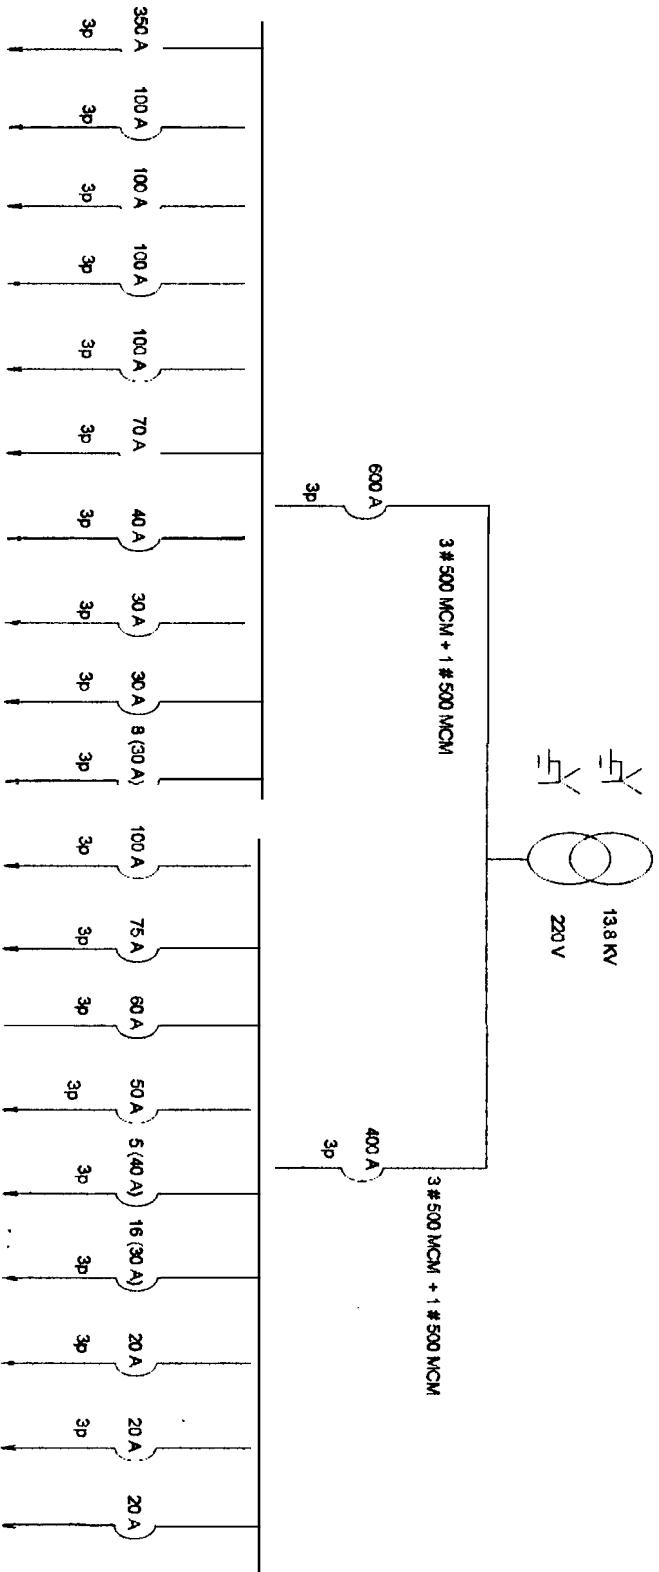 13.8 KV
220 V
3 # 500 MCM + 1 # 500 MCM
3 # 500 MCM + 1 # 500 MCM
600 A
3p
400 A
3p
350 A
3p
100 A
3p
100 A
3p
100 A
3p
100 A
3p
70 A
3p
40 A
3p
30 A
3p
30 A
3p
8 (30 A)
3p
100 A
3p
75 A
3p
60 A
3p
50 A
3p
5 (40 A)
3p
16 (30 A)
3p
20 A
3p
20 A
3p
20 A